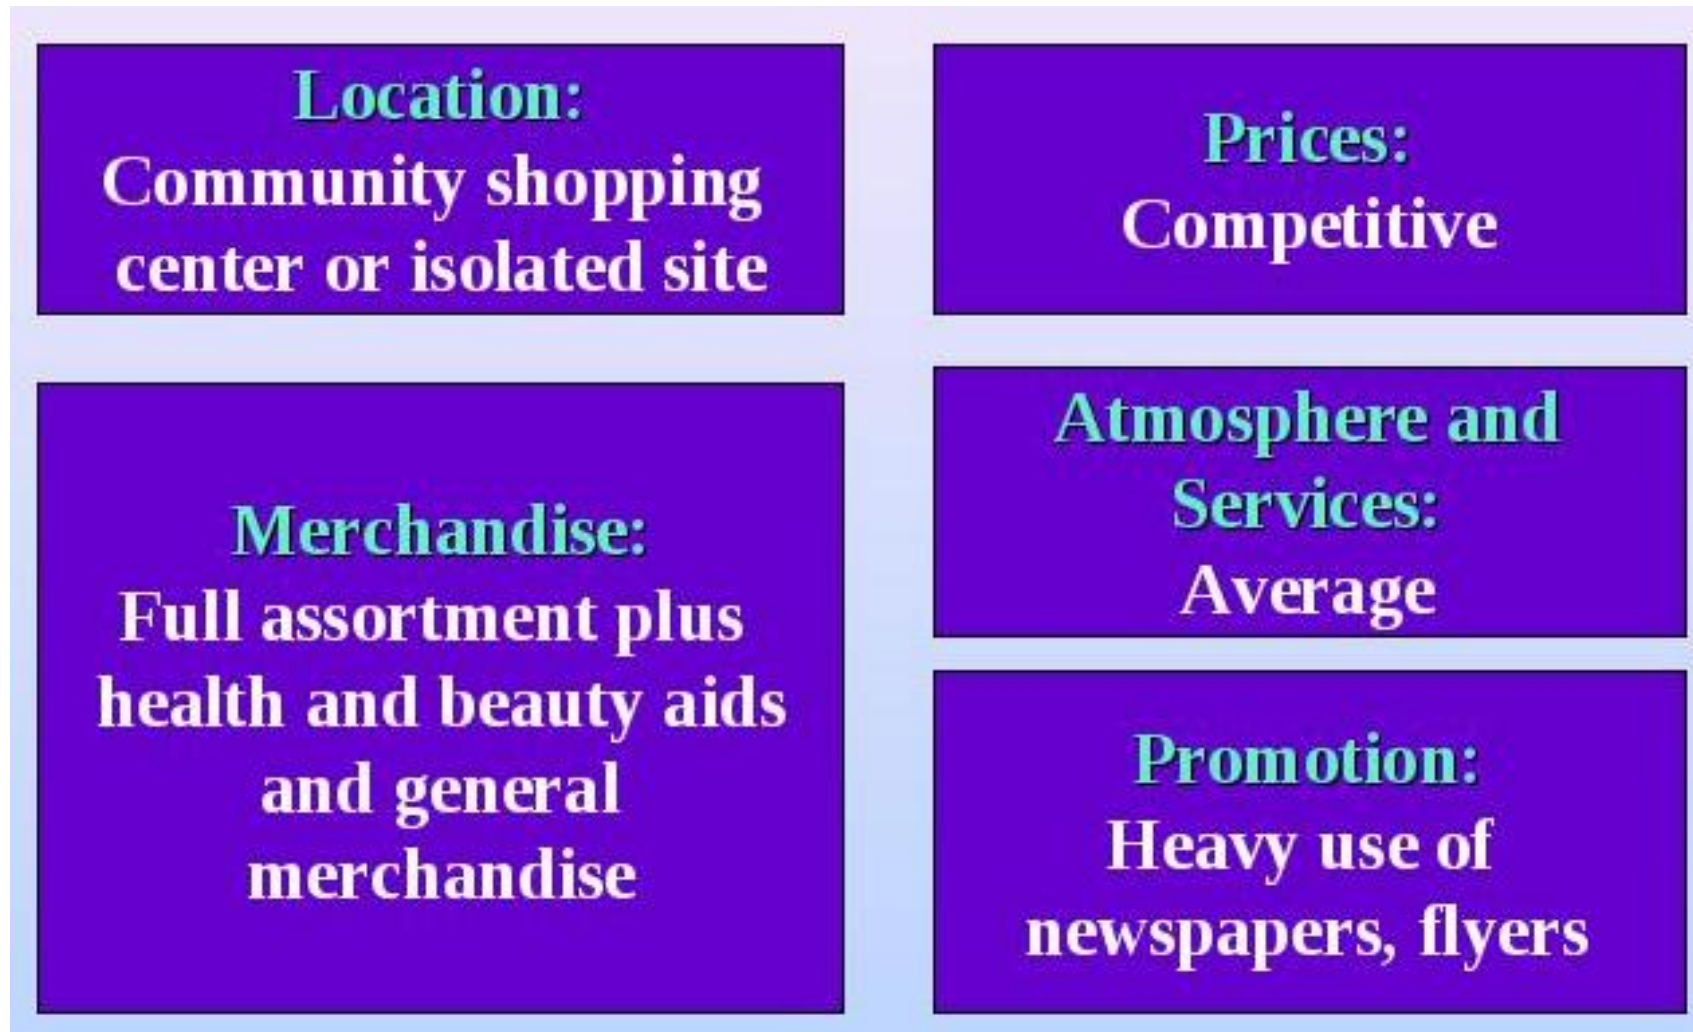 Location:
Community shopping
center or isolated site
Merchandise:
Full assortment plus
health and beauty aids
and general
merchandise
Prices:
Competitive
Atmosphere and
Services:
Average
Promotion:
Heavy use of
newspapers, flyers